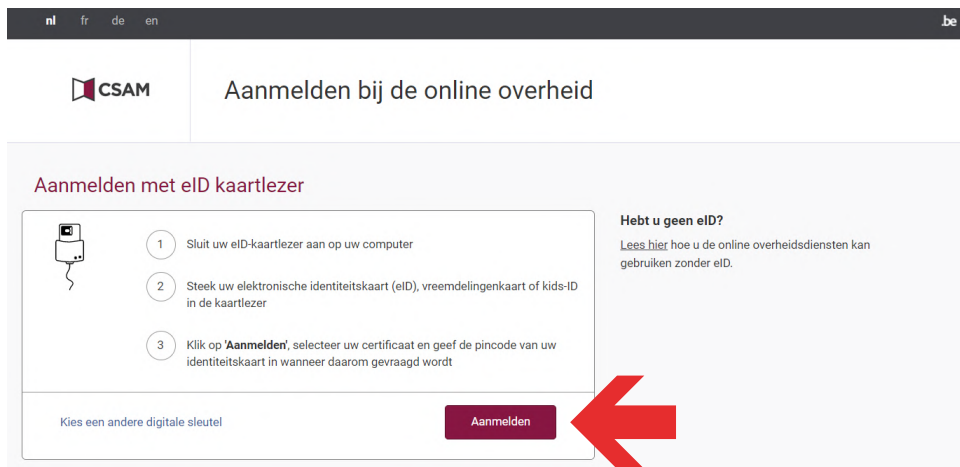 nl fr de en .be
CSAM
Aanmelden bij de online overheid
Aanmelden met eID kaartlezer
1 Sluit uw eID-kaartlezer aan op uw computer
2 Steek uw elektronische identiteitskaart (eID), vreemdelingenkaart of kids-ID
in de kaartlezer
3 Klik op 'Aanmelden', selecteer uw certificaat en geef de pincode van uw
identiteitskaart in wanneer daarom gevraagd wordt
Kies een andere digitale sleutel
Aanmelden
Hebt u geen eID?
Lees hier hoe u de online overheidsdiensten kan
gebruiken zonder eID.